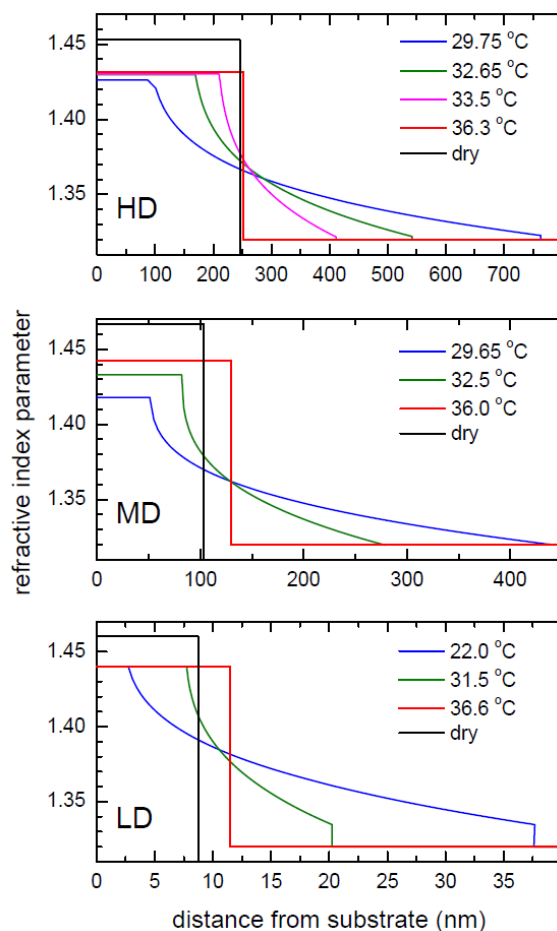 1.45
1.40
1.35
29.75 °C
32.65 °C
33.5 °C
36.3 °C
dry
HD
0 100 200 300 400 500 600 700
1.45
1.40
1.35
29.65 °C
32.5 °C
36.0 °C
dry
MD
0 100 200 300 400
1.45
1.40
1.35
22.0 °C
31.5 °C
36.6 °C
dry
LD
0 5 10 15 20 25 30 35
refractive index parameter
distance from substrate (nm)